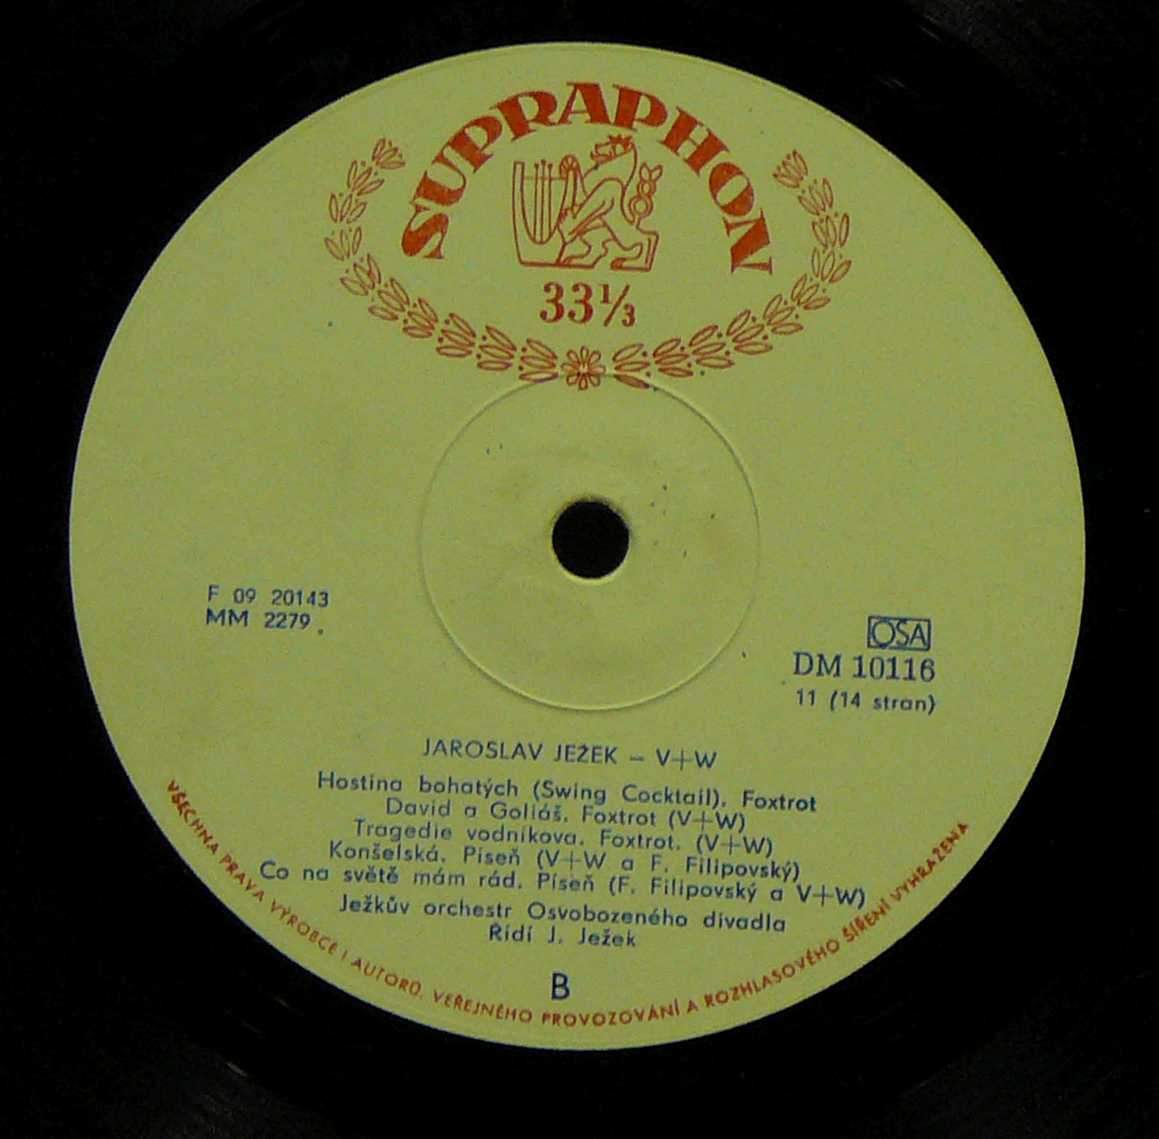 SUPRAPHON
33⅓
F 09 20143
MM 2279
OSA
DM 10116
11 (14 stran)
JAROSLAV JEŽEK – V+W
Hostina bohatých (Swing Cocktail). Foxtrot
David a Goliáš. Foxtrot (V+W)
Tragedie vodníkova. Foxtrot. (V+W)
Konšelská. Píseň (V+W a F. Filipovský)
Co na světě mám rád. Píseň (F. Filipovský a V+W)
Ježkův orchestr Osvobozeného divadla
Řídí J. Ježek
B
VŠECHNA PRÁVA VÝROBCE I AUTORŮ, VEŘEJNÉHO PROVOZOVÁNÍ A ROZHLASOVÉHO ŠÍŘENÍ VYHRAZENA